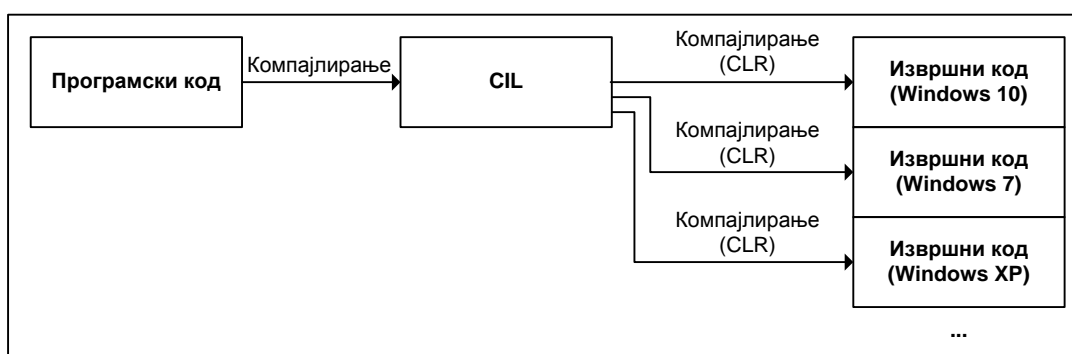 Програмски код
Компајлирање
CIL
Компајлирање
(CLR)
Извршни код
(Windows 10)
Компајлирање
(CLR)
Извршни код
(Windows 7)
Компајлирање
(CLR)
Извршни код
(Windows XP)
...